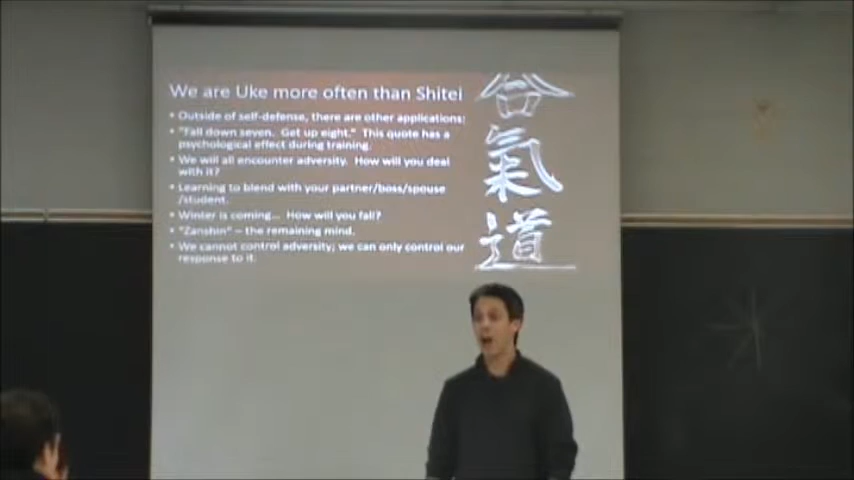 We are Uke more often than Shitei
• Outside of self-defense, there are other applications:
• "Fall down seven. Get up eight." This quote has a
psychological effect during training.
• We will all encounter adversity. How will you deal
with it?
• Learning to blend with your partner/boss/spouse
/student.
• Winter is coming... How will you fall?
• "Zanshin" – the remaining mind.
• We cannot control adversity; we can only control our
response to it.
合
氣
道